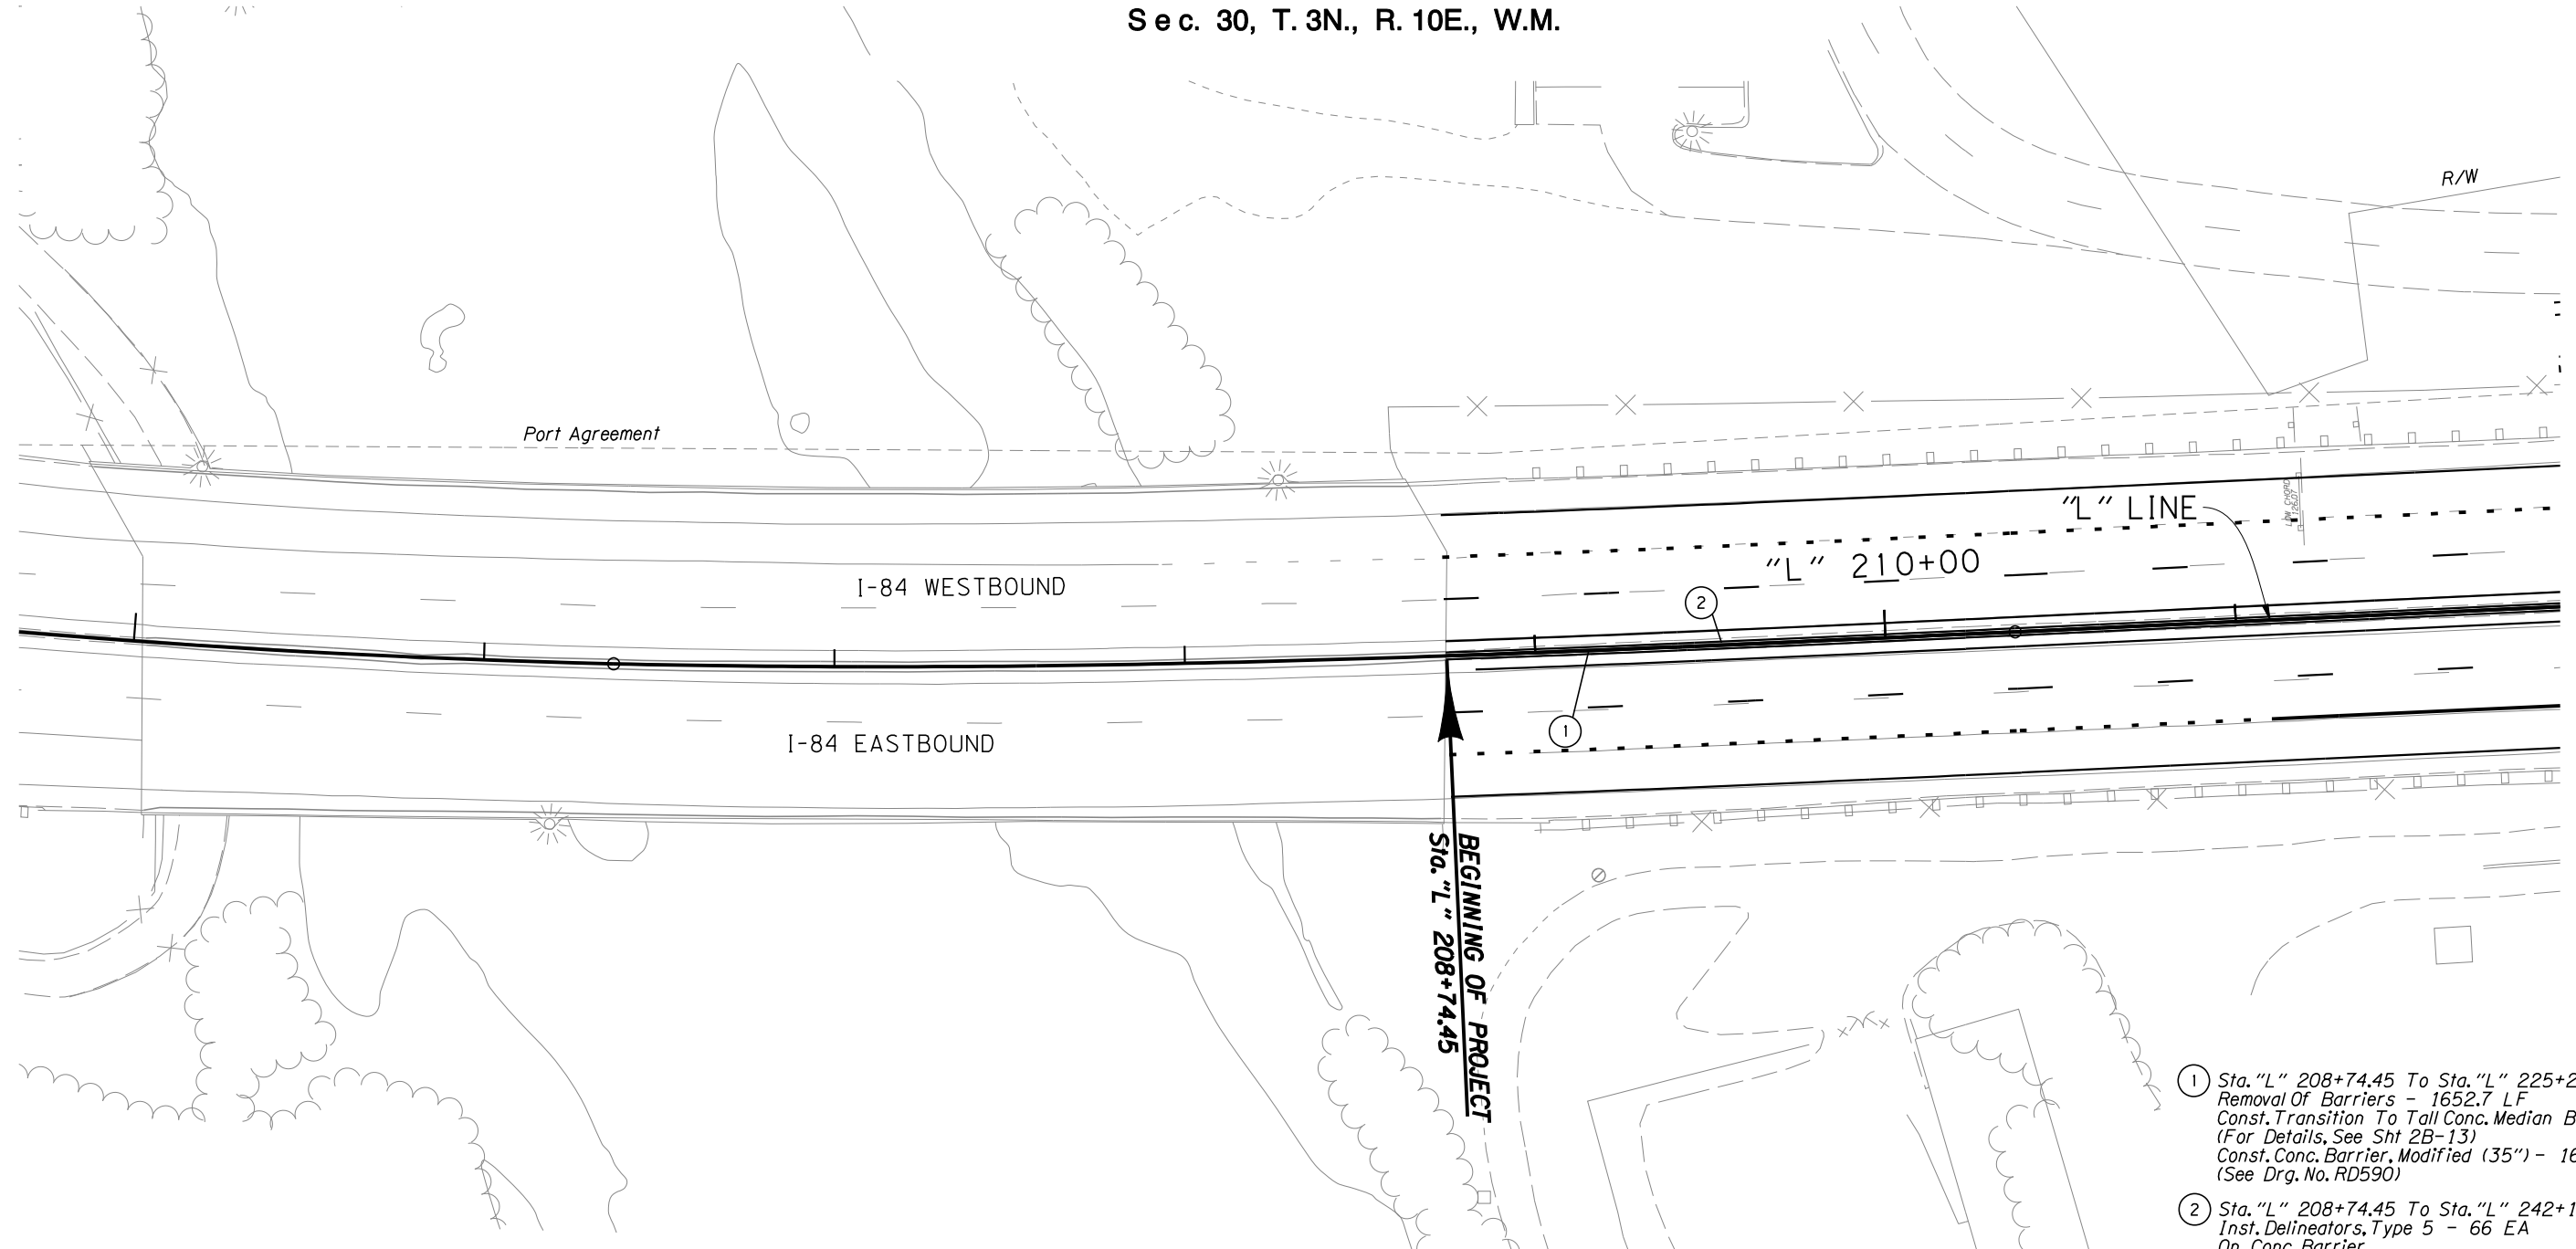 Sec. 30, T. 3N., R. 10E., W.M.
R/W
Port Agreement
"L" LINE
"L" 210+00
I-84 WESTBOUND
2
1
I-84 EASTBOUND
BEGINNING OF PROJECT
Sta. "L" 208+74.45
1 Sta. "L" 208+74.45 To Sta. "L" 225+2
Removal Of Barriers - 1652.7 LF
Const. Transition To Tall Conc. Median B
(For Details, See Sht 2B-13)
Const. Conc. Barrier, Modified (35") - 16
(See Drg. No. RD590)
2 Sta. "L" 208+74.45 To Sta. "L" 242+1
Inst. Delineators, Type 5 - 66 EA
On Conc. Barrier